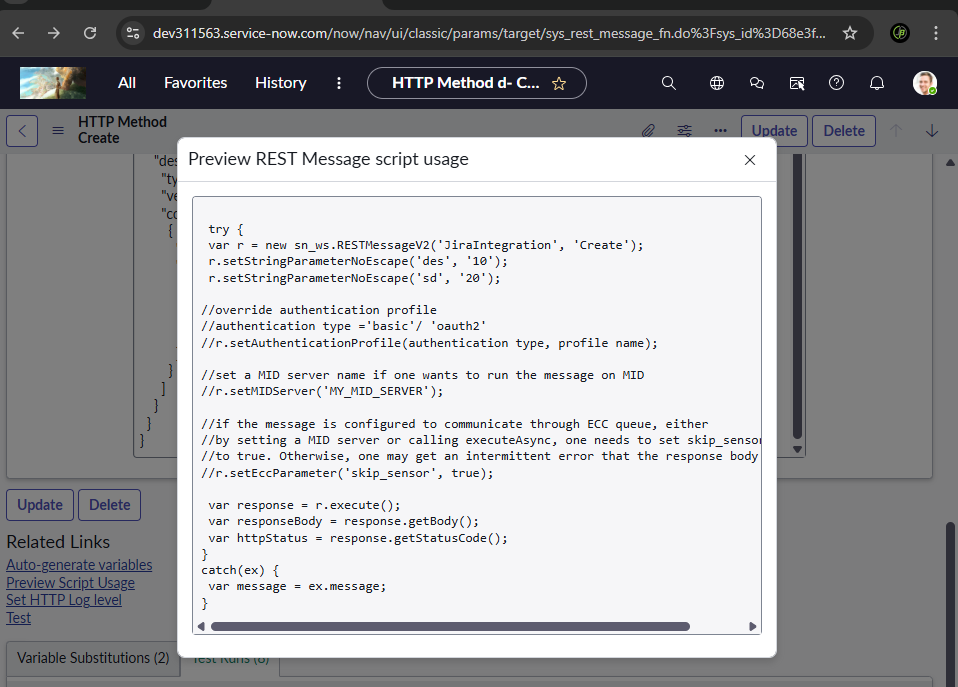 dev311563.service-now.com/now/nav/ui/classic/params/target/sys_rest_message_fn.do%3Fsys_id%3D68e3f...
All Favorites History HTTP Method d- C...
HTTP Method
Create
Update Delete
Preview REST Message script usage
"des
"ty
"ve
"co
{
}
]
}
}
}
try {
var r = new sn_ws.RESTMessageV2('JiraIntegration', 'Create');
r.setStringParameterNoEscape('des', '10');
r.setStringParameterNoEscape('sd', '20');
//override authentication profile
//authentication type ='basic'/ 'oauth2'
//r.setAuthenticationProfile(authentication type, profile name);
//set a MID server name if one wants to run the message on MID
//r.setMIDServer('MY_MID_SERVER');
//if the message is configured to communicate through ECC queue, either
//by setting a MID server or calling executeAsync, one needs to set skip_sensor
//to true. Otherwise, one may get an intermittent error that the response body
//r.setEccParameter('skip_sensor', true);
var response = r.execute();
var responseBody = response.getBody();
var httpStatus = response.getStatusCode();
}
catch(ex) {
var message = ex.message;
}
Update Delete
Related Links
Auto-generate variables
Preview Script Usage
Set HTTP Log level
Test
Variable Substitutions (2) Test Runs